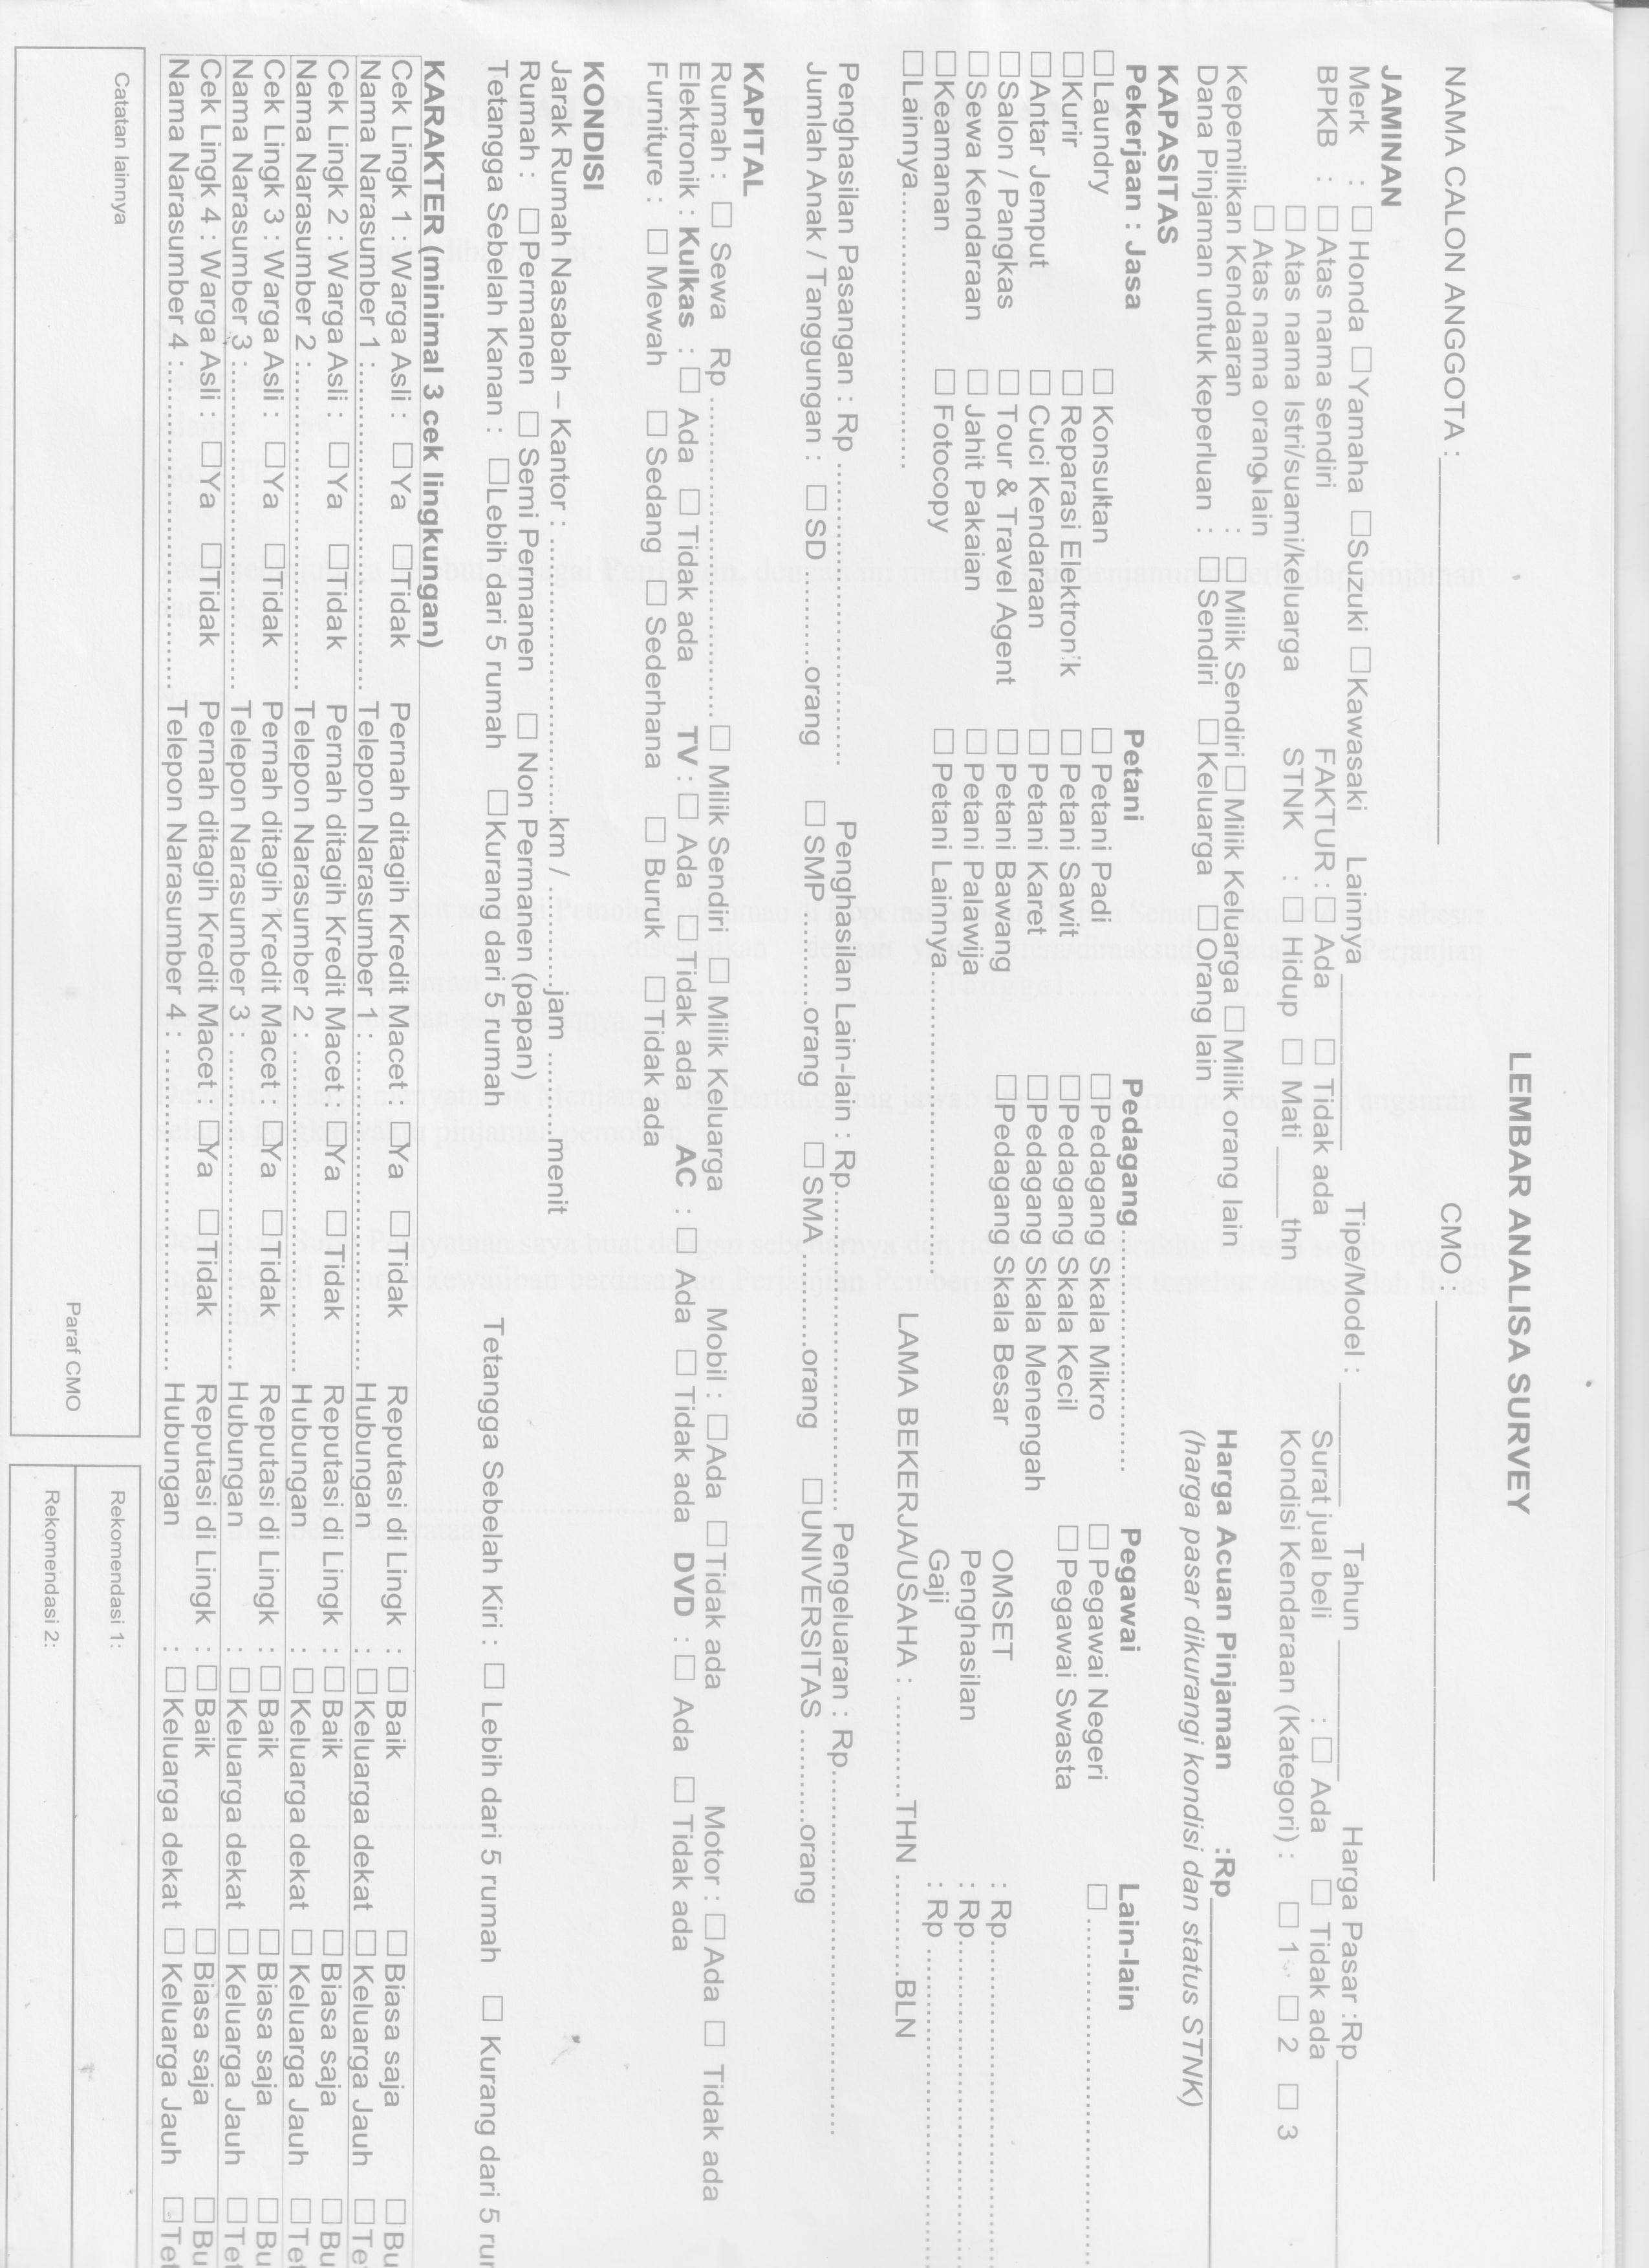 LEMBAR ANALISA SURVEY
NAMA CALON ANGGOTA :______________________ CMO : _________________________________
JAMINAN
Merk : ☐ Honda ☐ Yamaha ☐ Suzuki ☐ Kawasaki Lainnya __________ Tipe/Model : _______ Tahun ________ Harga Pasar :Rp__________
BPKB : ☐ Atas nama sendiri FAKTUR : ☐ Ada ☐ Tidak ada Surat jual beli : ☐ Ada ☐ Tidak ada
☐ Atas nama Istri/suami/keluarga STNK : ☐ Hidup ☐ Mati ____thn Kondisi Kendaraan (Kategori) : ☐ 1 ☐ 2 ☐ 3
☐ Atas nama orang lain
Kepemilikan Kendaaran : ☐ Milik Sendiri ☐ Milik Keluarga ☐ Milik orang lain Harga Acuan Pinjaman :Rp____________________
Dana Pinjaman untuk keperluan : ☐ Sendiri ☐ Keluarga ☐ Orang lain (harga pasar dikurangi kondisi dan status STNK)
KAPASITAS
Pekerjaan : Jasa Petani Pedagang............................ Pegawai Lain-lain
☐ Laundry ☐ Konsultan ☐ Petani Padi ☐ Pedagang Skala Mikro ☐ Pegawai Negeri ☐ ........................................
☐ Kurir ☐ Reparasi Elektronik ☐ Petani Sawit ☐ Pedagang Skala Kecil ☐ Pegawai Swasta
☐ Antar Jemput ☐ Cuci Kendaraan ☐ Petani Karet ☐ Pedagang Skala Menengah
☐ Salon / Pangkas ☐ Tour & Travel Agent ☐ Petani Bawang ☐ Pedagang Skala Besar OMSET : Rp......................................
☐ Sewa Kendaraan ☐ Jahit Pakaian ☐ Petani Palawija Penghasilan : Rp......................................
☐ Keamanan ☐ Fotocopy ☐ Petani Lainnya................................... Gaji : Rp .....................................
☐ Lainnya................................ LAMA BEKERJA/USAHA : ............THN ............BLN
Penghasilan Pasangan : Rp ................................... Penghasilan Lain-lain : Rp..................................... Pengeluaran : Rp..........................................
Jumlah Anak / Tanggungan : ☐ SD ...........orang ☐ SMP ...........orang ☐ SMA ...........orang ☐ UNIVERSITAS ...........orang
KAPITAL
Rumah : ☐ Sewa Rp ..................................... ☐ Milik Sendiri ☐ Milik Keluarga Mobil : ☐ Ada ☐ Tidak ada Motor : ☐ Ada ☐ Tidak ada
Elektronik : Kulkas : ☐ Ada ☐ Tidak ada TV : ☐ Ada ☐ Tidak ada AC : ☐ Ada ☐ Tidak ada DVD : ☐ Ada ☐ Tidak ada
Furniture : ☐ Mewah ☐ Sedang ☐ Sederhana ☐ Buruk ☐ Tidak ada
KONDISI
Jarak Rumah Nasabah – Kantor : ................................km / ............jam ..........menit
Rumah : ☐ Permanen ☐ Semi Permanen ☐ Non Permanen (papan)
Tetangga Sebelah Kanan : ☐ Lebih dari 5 rumah ☐ Kurang dari 5 rumah Tetangga Sebelah Kiri : ☐ Lebih dari 5 rumah ☐ Kurang dari 5
KARAKTER (minimal 3 cek lingkungan)
Cek Lingk 1 : Warga Asli : ☐ Ya ☐ Tidak Pernah ditagih Kredit Macet : ☐ Ya ☐ Tidak Reputasi di Lingk : ☐ Baik ☐ Biasa saja ☐
Nama Narasumber 1 :..................................... Telepon Narasumber 1 : ..................................... Hubungan : ☐ Keluarga dekat ☐ Keluarga Jauh ☐
Cek Lingk 2 : Warga Asli : ☐ Ya ☐ Tidak Pernah ditagih Kredit Macet : ☐ Ya ☐ Tidak Reputasi di Lingk : ☐ Baik ☐ Biasa saja ☐
Nama Narasumber 2 :..................................... Telepon Narasumber 2 : ..................................... Hubungan : ☐ Keluarga dekat ☐ Keluarga Jauh ☐
Cek Lingk 3 : Warga Asli : ☐ Ya ☐ Tidak Pernah ditagih Kredit Macet : ☐ Ya ☐ Tidak Reputasi di Lingk : ☐ Baik ☐ Biasa saja ☐
Nama Narasumber 3 :..................................... Telepon Narasumber 3 : ..................................... Hubungan : ☐ Keluarga dekat ☐ Keluarga Jauh ☐
Cek Lingk 4 : Warga Asli : ☐ Ya ☐ Tidak Pernah ditagih Kredit Macet : ☐ Ya ☐ Tidak Reputasi di Lingk : ☐ Baik ☐ Biasa saja ☐
Nama Narasumber 4 :..................................... Telepon Narasumber 4 : ..................................... Hubungan : ☐ Keluarga dekat ☐ Keluarga Jauh ☐
Catatan lainnya
Rekomendasi 1:
Paraf CMO
Rekomendasi 2: